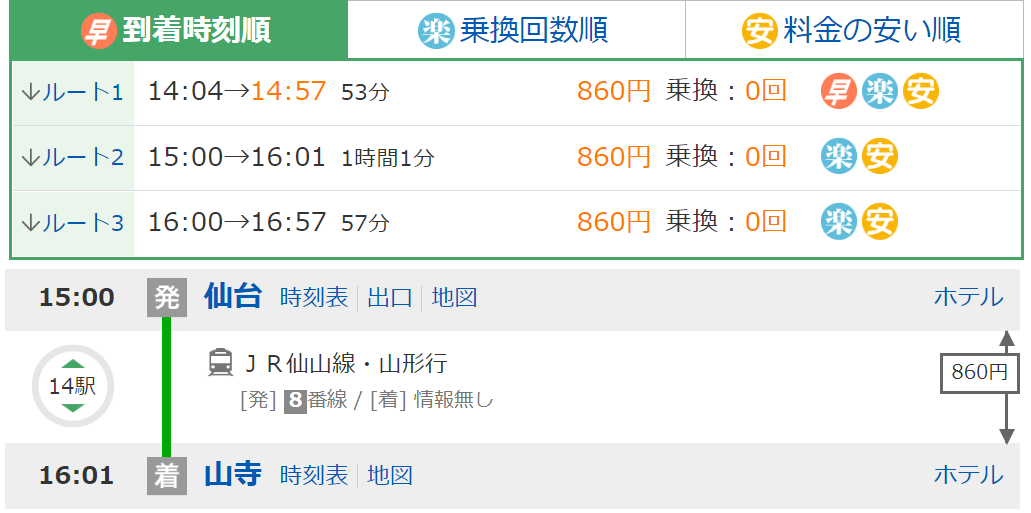 早 到着時刻順 楽 乗換回数順 安 料金の安い順
↓ルート1 14:04→14:57 53分 860円 乗換：0回 早 楽 安
↓ルート2 15:00→16:01 1時間1分 860円 乗換：0回 楽 安
↓ルート3 16:00→16:57 57分 860円 乗換：0回 楽 安
15:00 発 仙台 時刻表 出口 地図 ホテル
ＪＲ仙山線・山形行
14駅 860円
[発] 8番線 / [着] 情報無し
16:01 着 山寺 時刻表 地図 ホテル